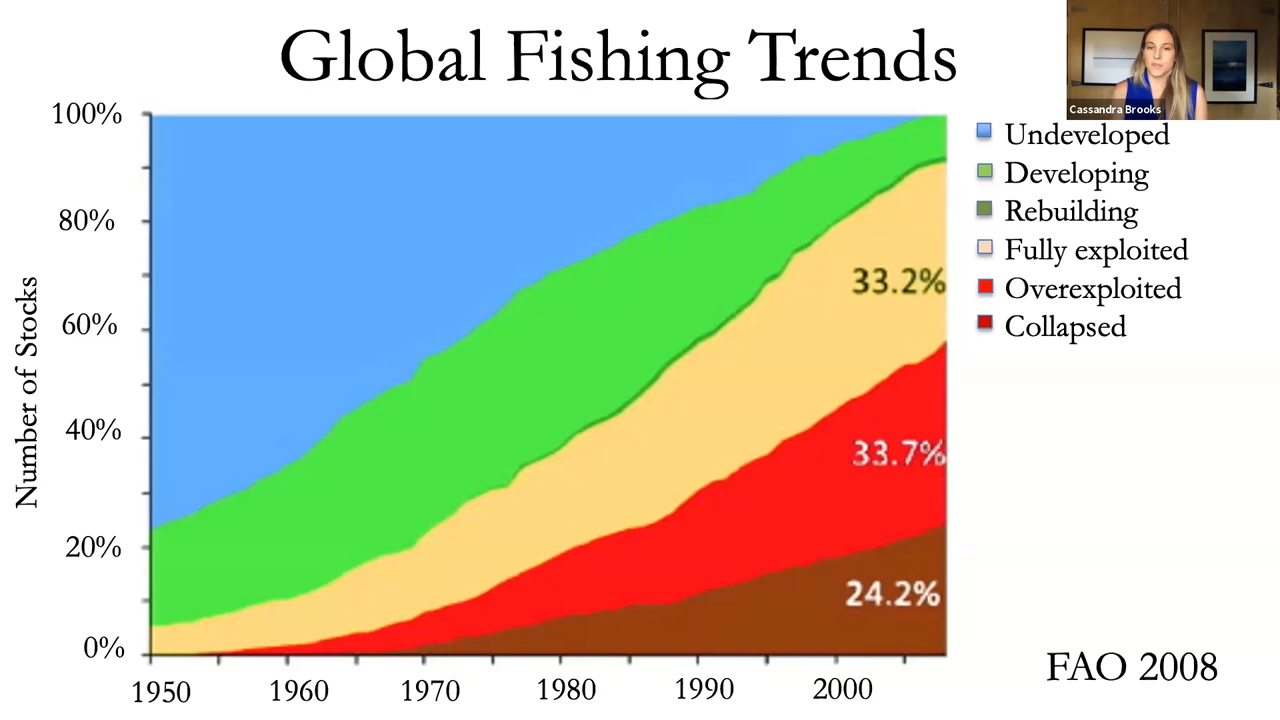 Global Fishing Trends
Cassandra Brooks
100%
80%
60%
40%
20%
0%
Number of Stocks
33.2%
33.7%
24.2%
1950 1960 1970 1980 1990 2000
Undeveloped
Developing
Rebuilding
Fully exploited
Overexploited
Collapsed
FAO 2008